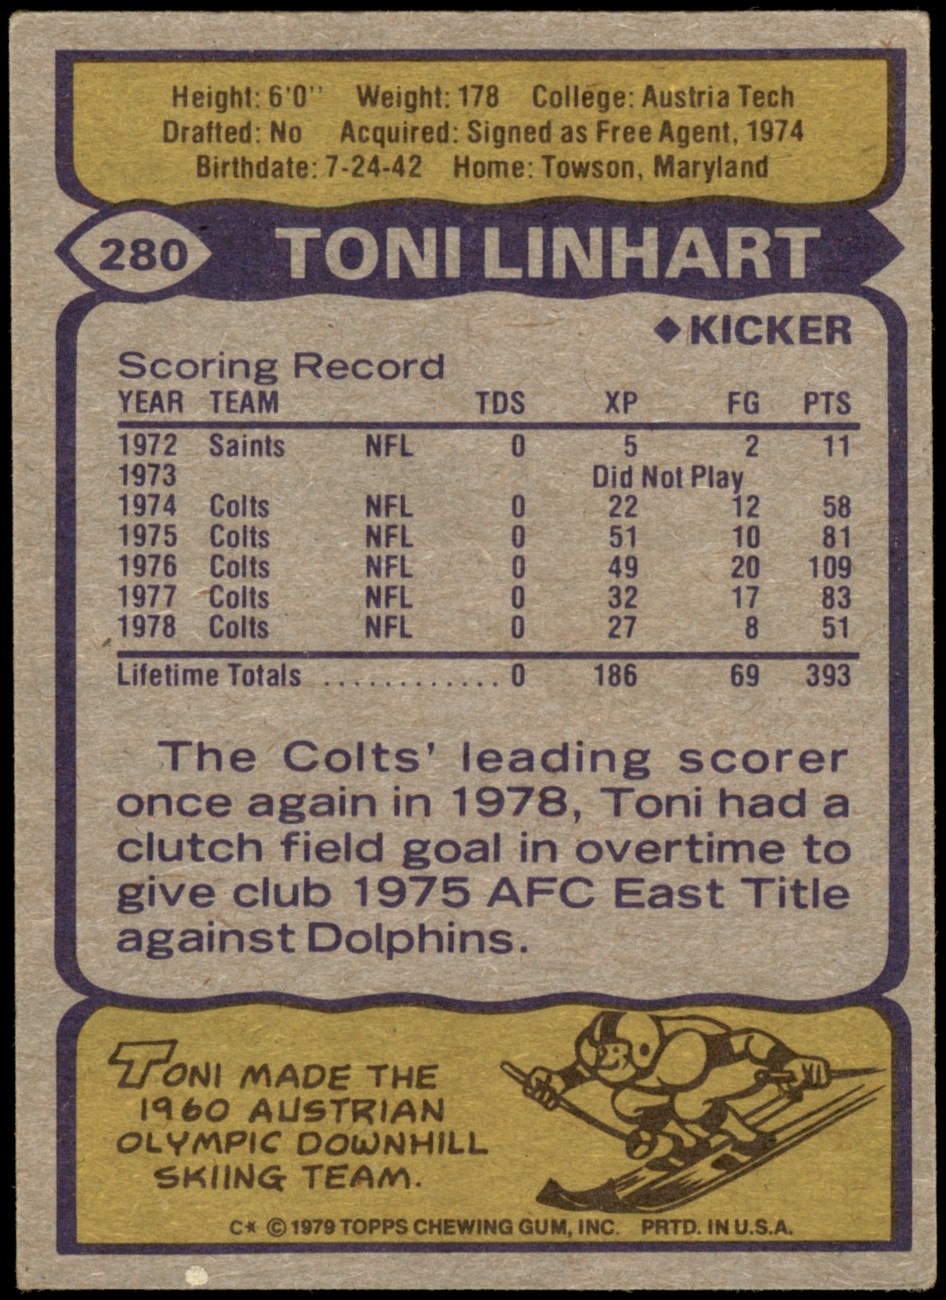 Height: 6'0" Weight: 178 College: Austria Tech
Drafted: No Acquired: Signed as Free Agent, 1974
Birthdate: 7-24-42 Home: Towson, Maryland
280 TONI LINHART
◆KICKER
Scoring Record
YEAR TEAM TDS XP FG PTS
1972 Saints NFL 0 5 2 11
1973 Did Not Play
1974 Colts NFL 0 22 12 58
1975 Colts NFL 0 51 10 81
1976 Colts NFL 0 49 20 109
1977 Colts NFL 0 32 17 83
1978 Colts NFL 0 27 8 51
Lifetime Totals ............. 0 186 69 393
The Colts' leading scorer
once again in 1978, Toni had a
clutch field goal in overtime to
give club 1975 AFC East Title
against Dolphins.
TONI MADE THE
1960 AUSTRIAN
OLYMPIC DOWNHILL
SKIING TEAM.
C* © 1979 TOPPS CHEWING GUM, INC. PRTD. IN U.S.A.